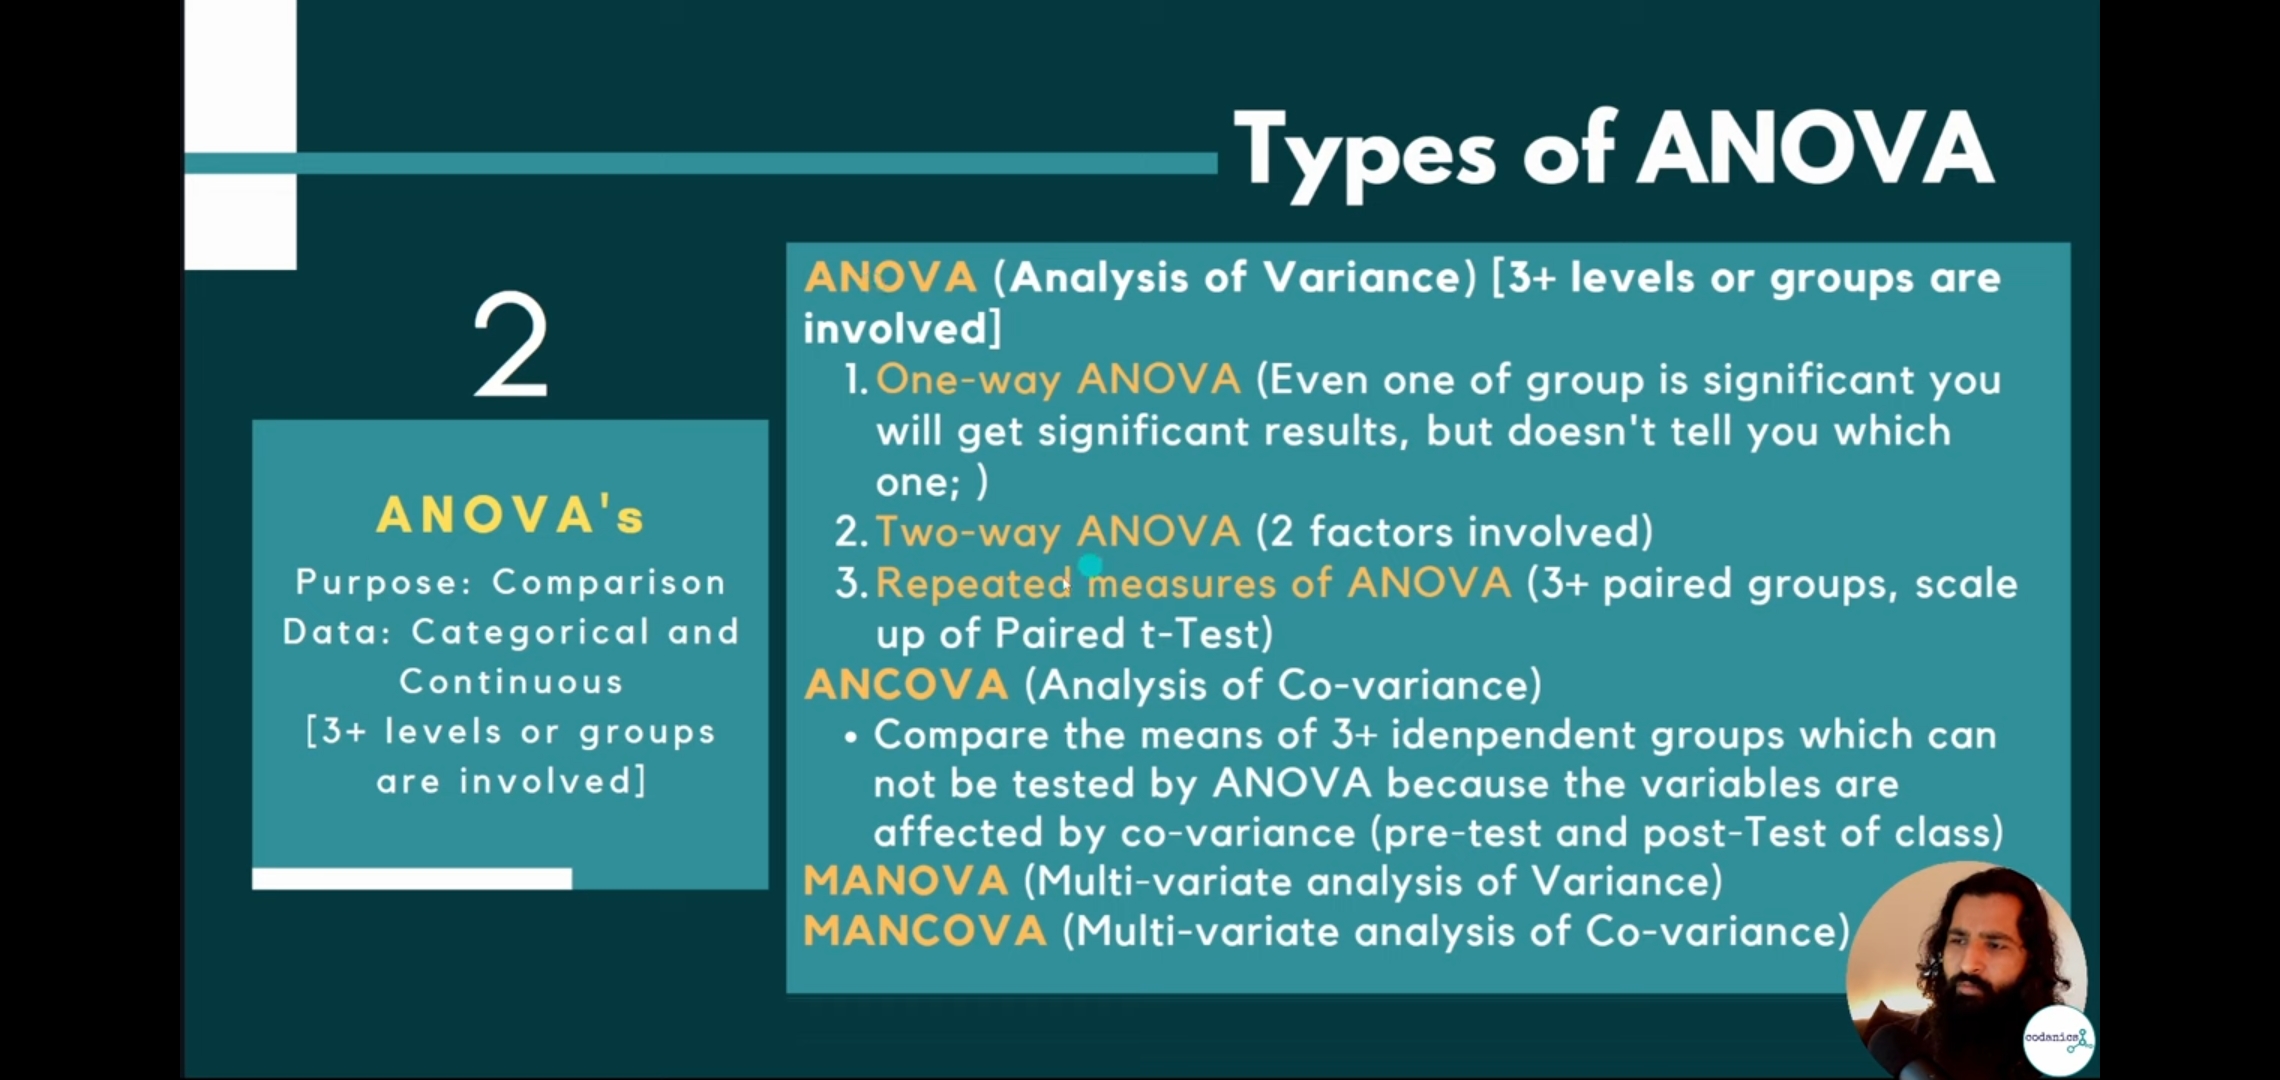 Types of ANOVA
2
ANOVA's
Purpose: Comparison
Data: Categorical and
Continuous
[3+ levels or groups
are involved]
ANOVA (Analysis of Variance) [3+ levels or groups are
involved]
1. One-way ANOVA (Even one of group is significant you
will get significant results, but doesn't tell you which
one; )
2. Two-way ANOVA (2 factors involved)
3. Repeated measures of ANOVA (3+ paired groups, scale
up of Paired t-Test)
ANCOVA (Analysis of Co-variance)
• Compare the means of 3+ idenpendent groups which can
not be tested by ANOVA because the variables are
affected by co-variance (pre-test and post-Test of class)
MANOVA (Multi-variate analysis of Variance)
MANCOVA (Multi-variate analysis of Co-variance)
codanics